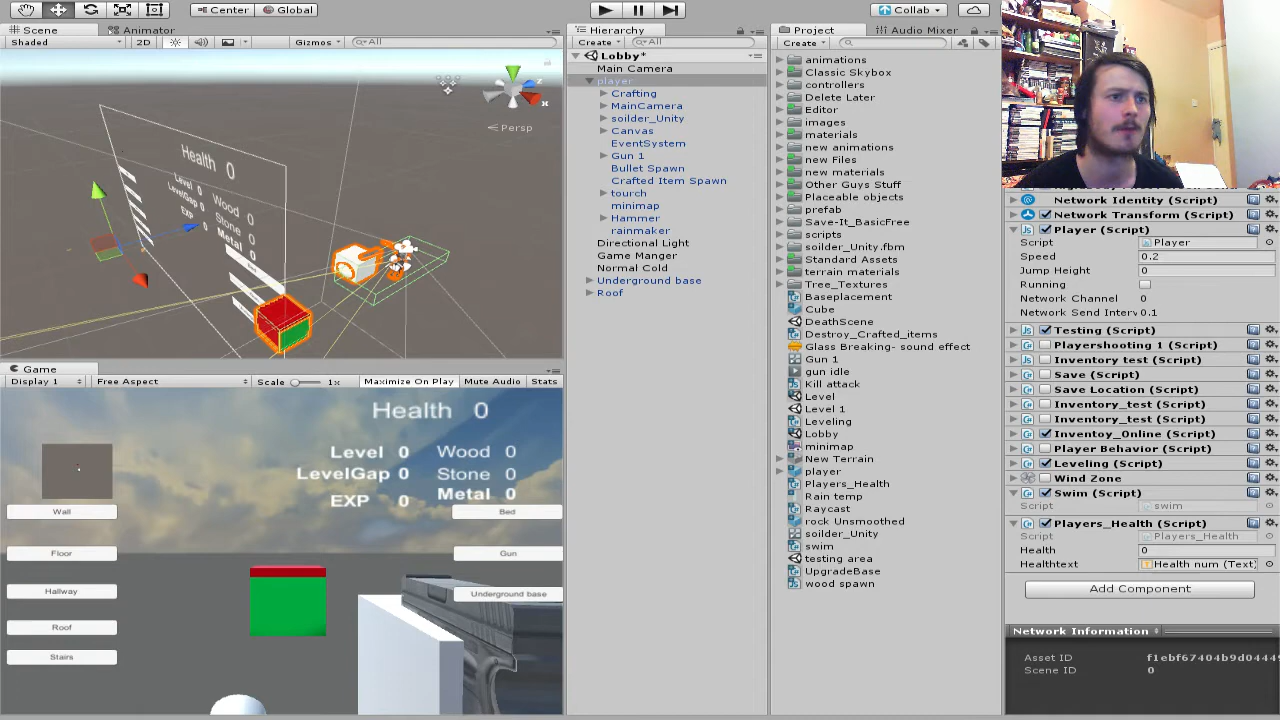 Center Global
Collab
Scene Animator
Shaded 2D Gizmos All
Persp
Health 0
Level 0
LevelGap 0
EXP 0
Wood 0
Stone 0
Metal 0
Game
Display 1 Free Aspect Scale 1x Maximize On Play Mute Audio Stats
Health 0
Level 0 Wood 0
LevelGap 0 Stone 0
EXP 0 Metal 0
Wall Bed
Floor Gun
Hallway Underground base
Roof
Stairs
Hierarchy
Create All
Lobby*
Main Camera
player
Crafting
MainCamera
soilder_Unity
Canvas
EventSystem
Gun 1
Bullet Spawn
Crafted Item Spawn
tourch
minimap
Hammer
rainmaker
Directional Light
Game Manger
Normal Cold
Underground base
Roof
Project Audio Mixer
Create
animations
Classic Skybox
controllers
Delete Later
Editor
images
materials
new animations
new Files
new materials
Other Guys Stuff
Placeable objects
prefab
Save-It_BasicFree
scripts
soilder_Unity.fbm
Standard Assets
terrain materials
Tree_Textures
Baseplacement
Cube
DeathScene
Destroy_Crafted_items
Glass Breaking- sound effect
Gun 1
gun idle
Kill attack
Level
Level 1
Leveling
Lobby
minimap
New Terrain
player
Players_Health
Rain temp
Raycast
rock Unsmoothed
soilder_Unity
swim
testing area
UpgradeBase
wood spawn
Network Identity (Script)
Network Transform (Script)
Player (Script)
Script Player
Speed 0.2
Jump Height 0
Running
Network Channel 0
Network Send Interv 0.1
Testing (Script)
Playershooting 1 (Script)
Inventory test (Script)
Save (Script)
Save Location (Script)
Inventory_test (Script)
Inventory_test (Script)
Inventoy_Online (Script)
Player Behavior (Script)
Leveling (Script)
Wind Zone
Swim (Script)
Script swim
Players_Health (Script)
Script Players_Health
Health 0
Healthtext Health num (Text)
Add Component
Network Information
Asset ID f1ebf67404b9d04449
Scene ID 0